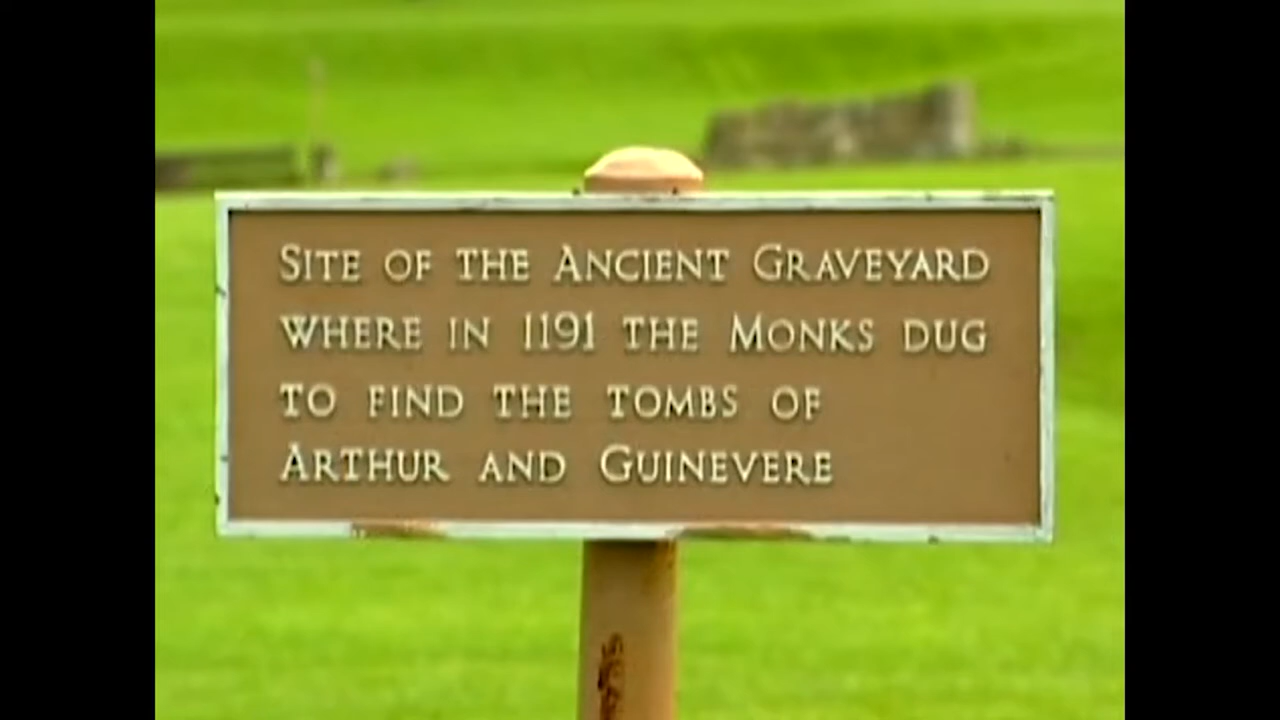 Site of the Ancient Graveyard
where in 1191 the Monks dug
to find the tombs of
Arthur and Guinevere